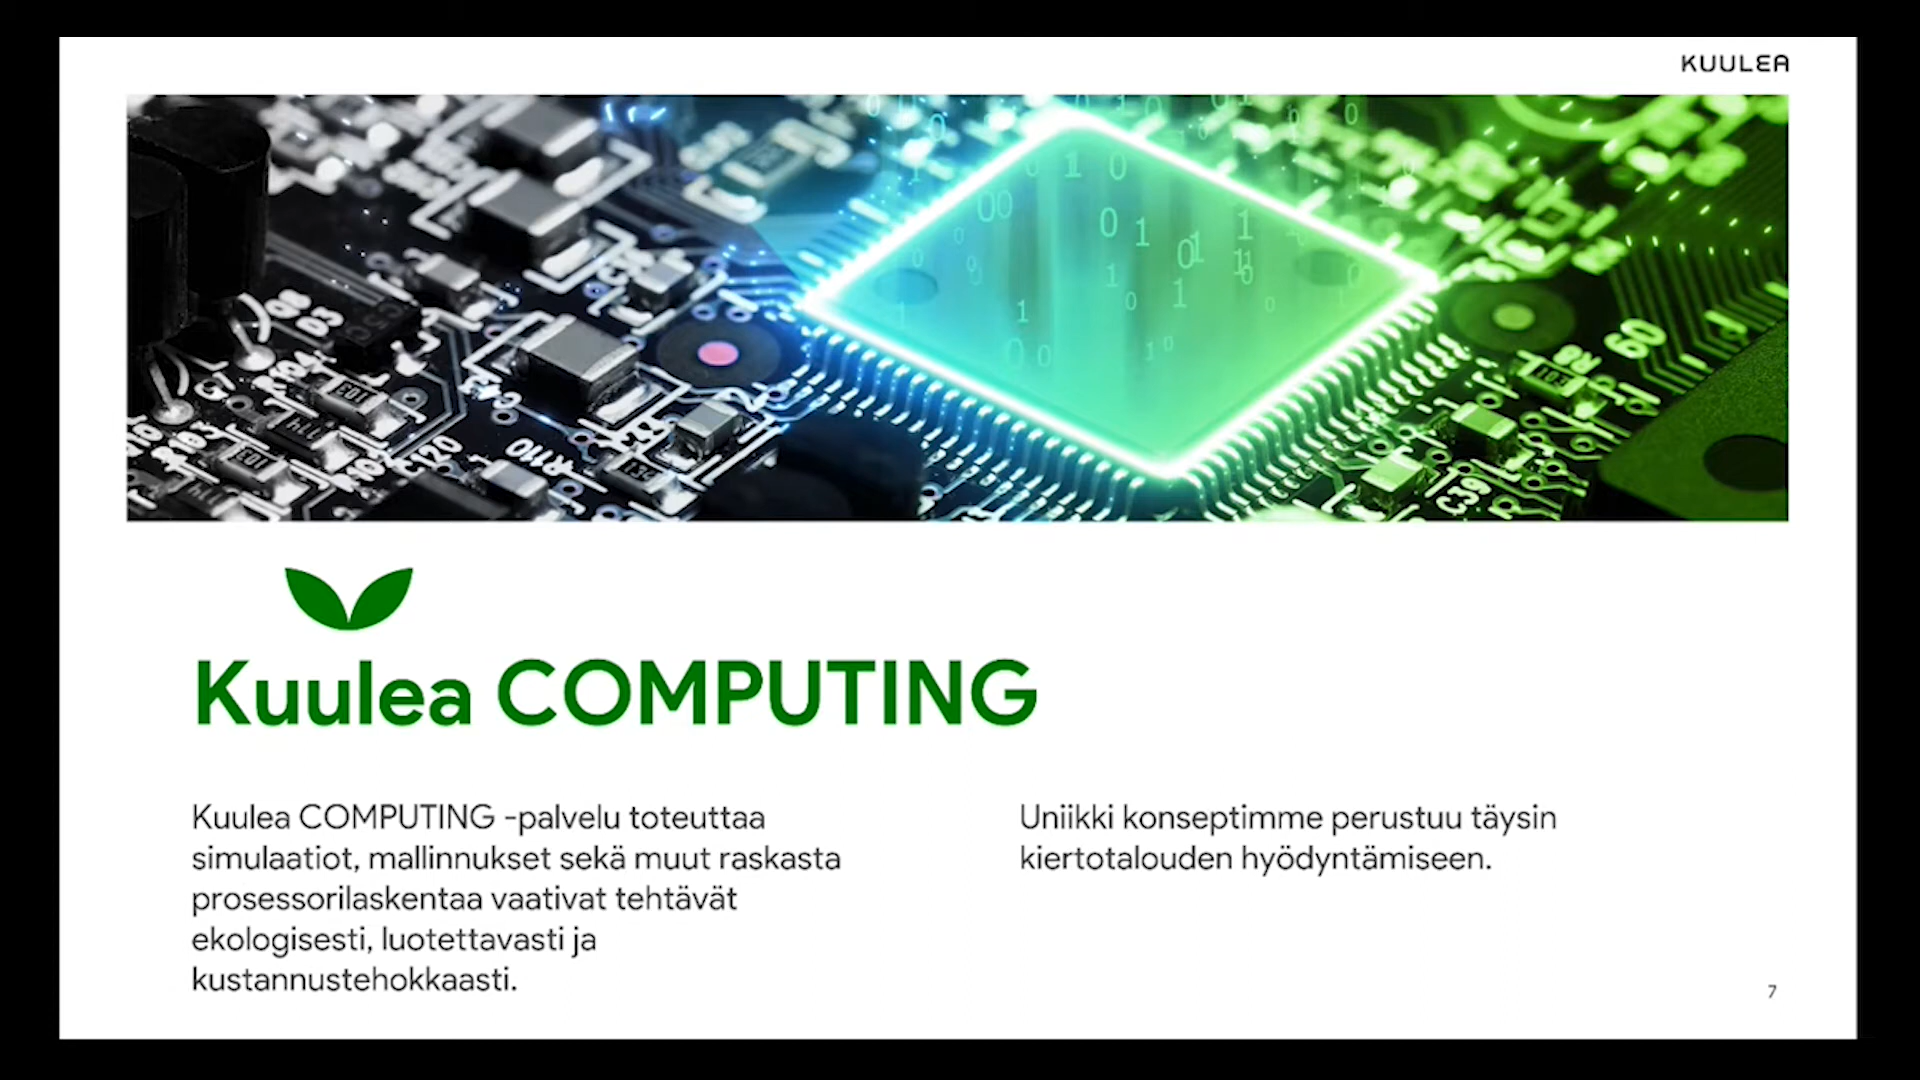 KUULEA
Kuulea COMPUTING
Kuulea COMPUTING -palvelu toteuttaa
simulaatiot, mallinnukset sekä muut raskasta
prosessorilaskentaa vaativat tehtävät
ekologisesti, luotettavasti ja
kustannustehokkaasti.
Uniikki konseptimme perustuu täysin
kiertotalouden hyödyntämiseen.
7